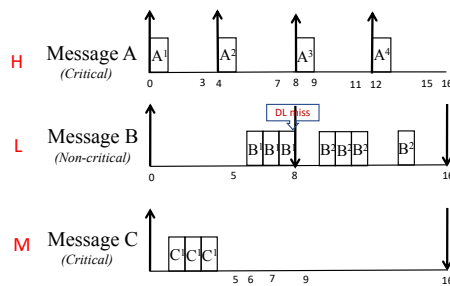 A¹ A² A³ A⁴
H Message A
(Critical)
0 3 4 7 8 9 11 12 15 16
DL miss
L Message B
(Non-critical)
B¹ B¹ B¹ B² B² B² B²
0 5 8 16
M Message C
(Critical)
C¹ C¹ C¹
5 6 7 9 16